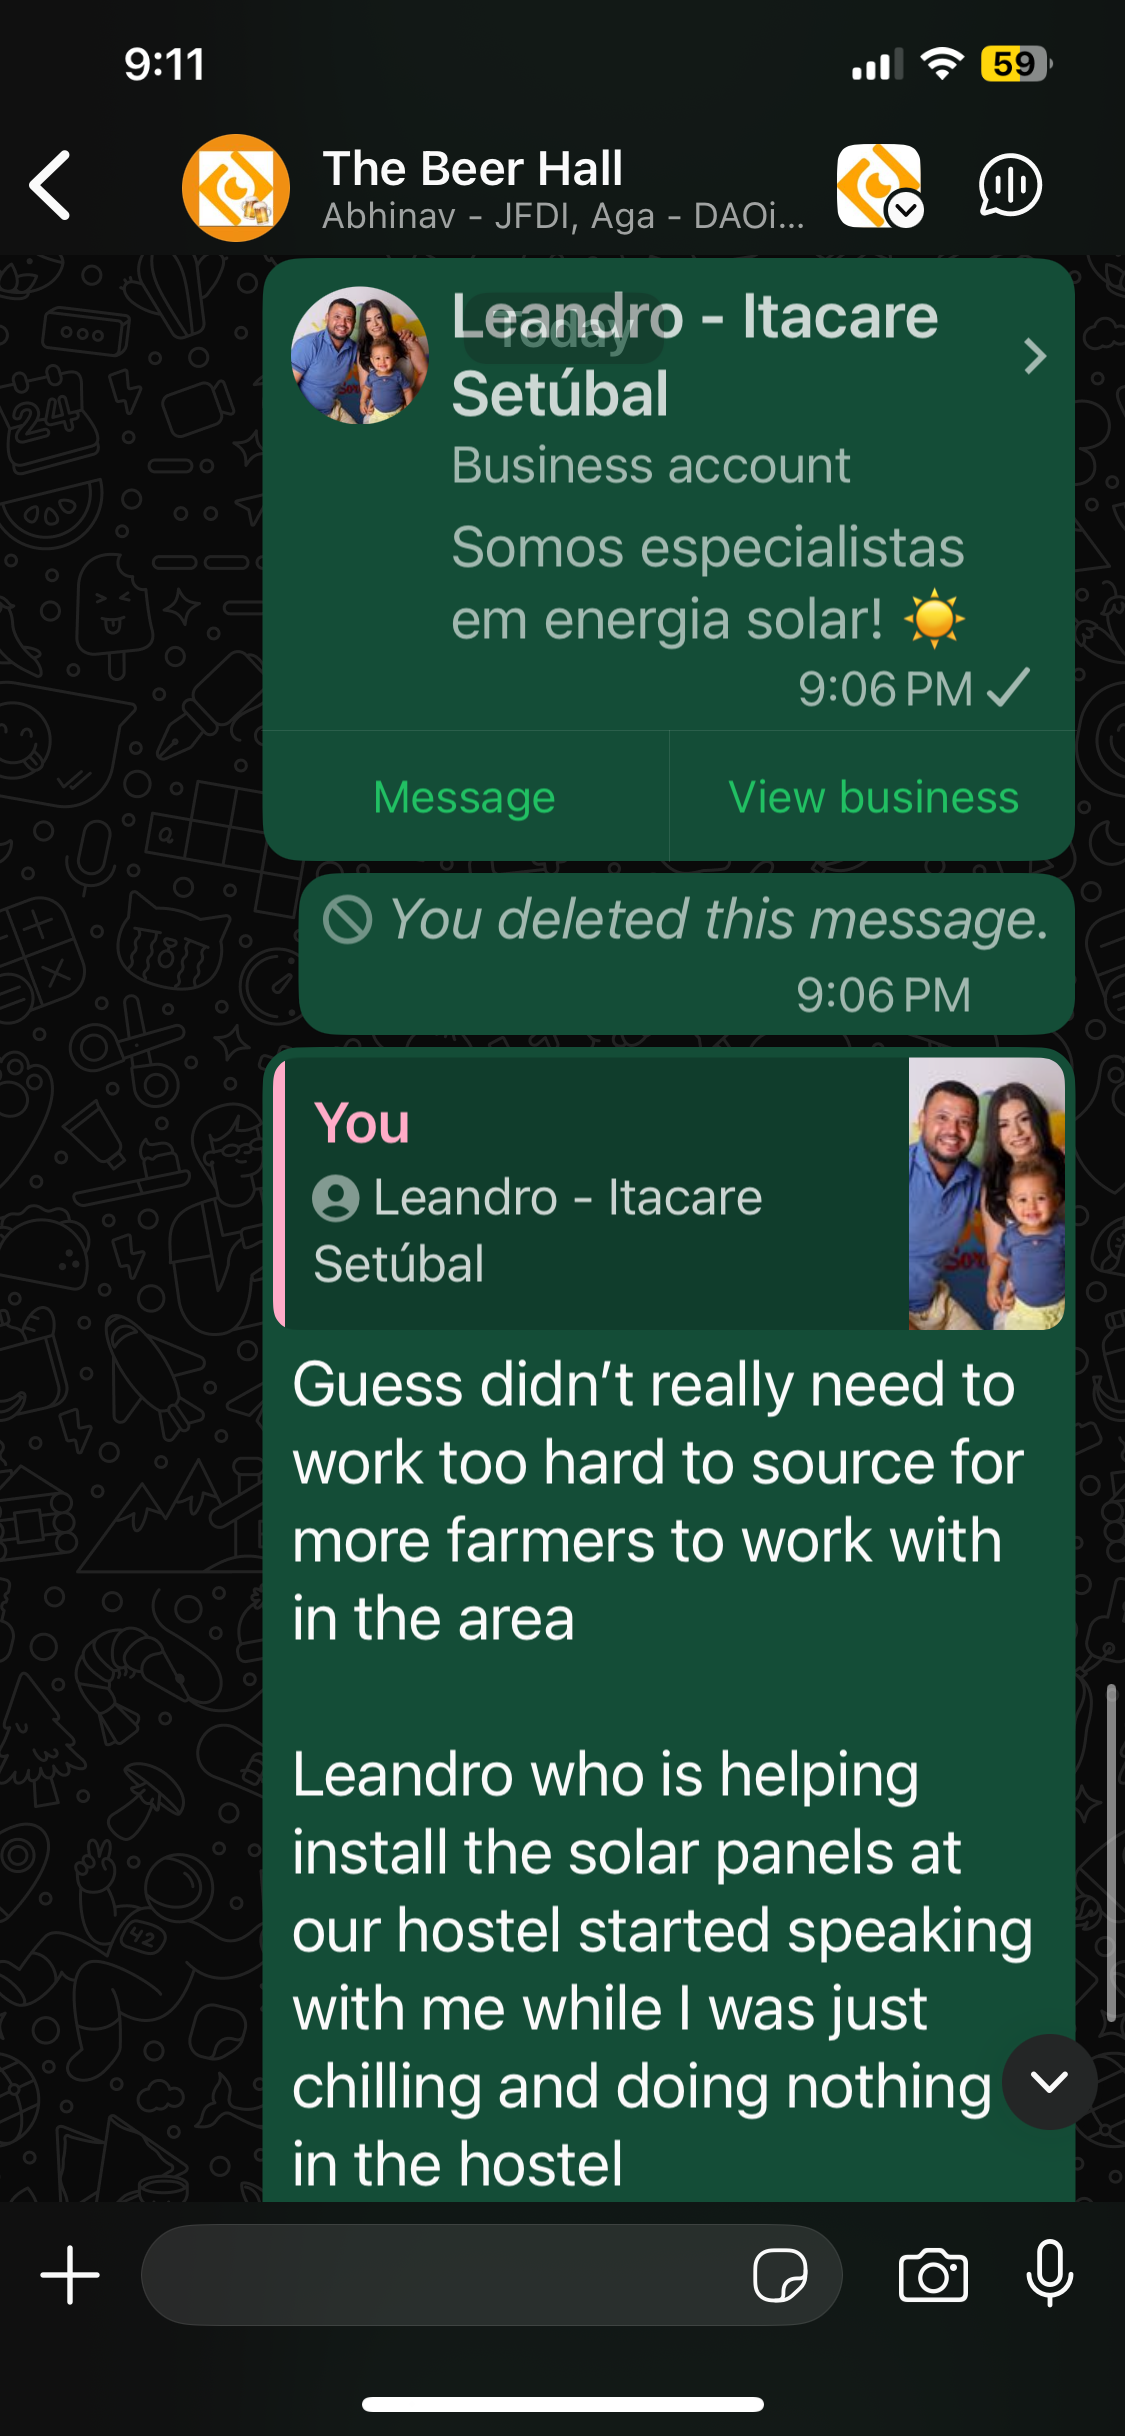 9:11
59
The Beer Hall
Abhinav - JFDI, Aga - DAOi...
Today
Leandro - Itacare
Setúbal
Business account
Somos especialistas
em energia solar! ☀️
9:06 PM ✓
Message
View business
You deleted this message.
9:06 PM
You
Leandro - Itacare
Setúbal
Guess didn’t really need to
work too hard to source for
more farmers to work with
in the area
Leandro who is helping
install the solar panels at
our hostel started speaking
with me while I was just
chilling and doing nothing
in the hostel